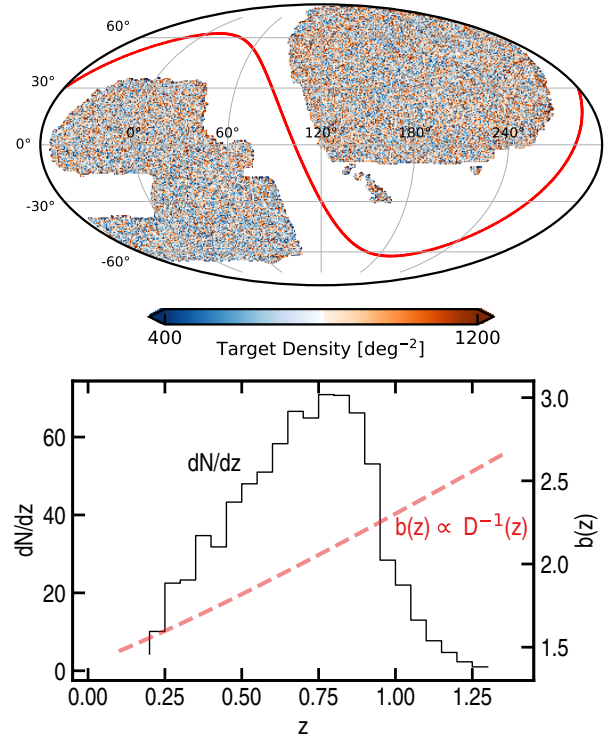 60°
30°
0° 60° 120° 180° 240°
0°
-30°
-60°
400 1200
Target Density [deg⁻²]
dN/dz
b(z) ∝ D⁻¹(z)
dN/dz
0
20
40
60
b(z)
3.0
2.5
2.0
1.5
0.00 0.25 0.50 0.75 1.00 1.25
z